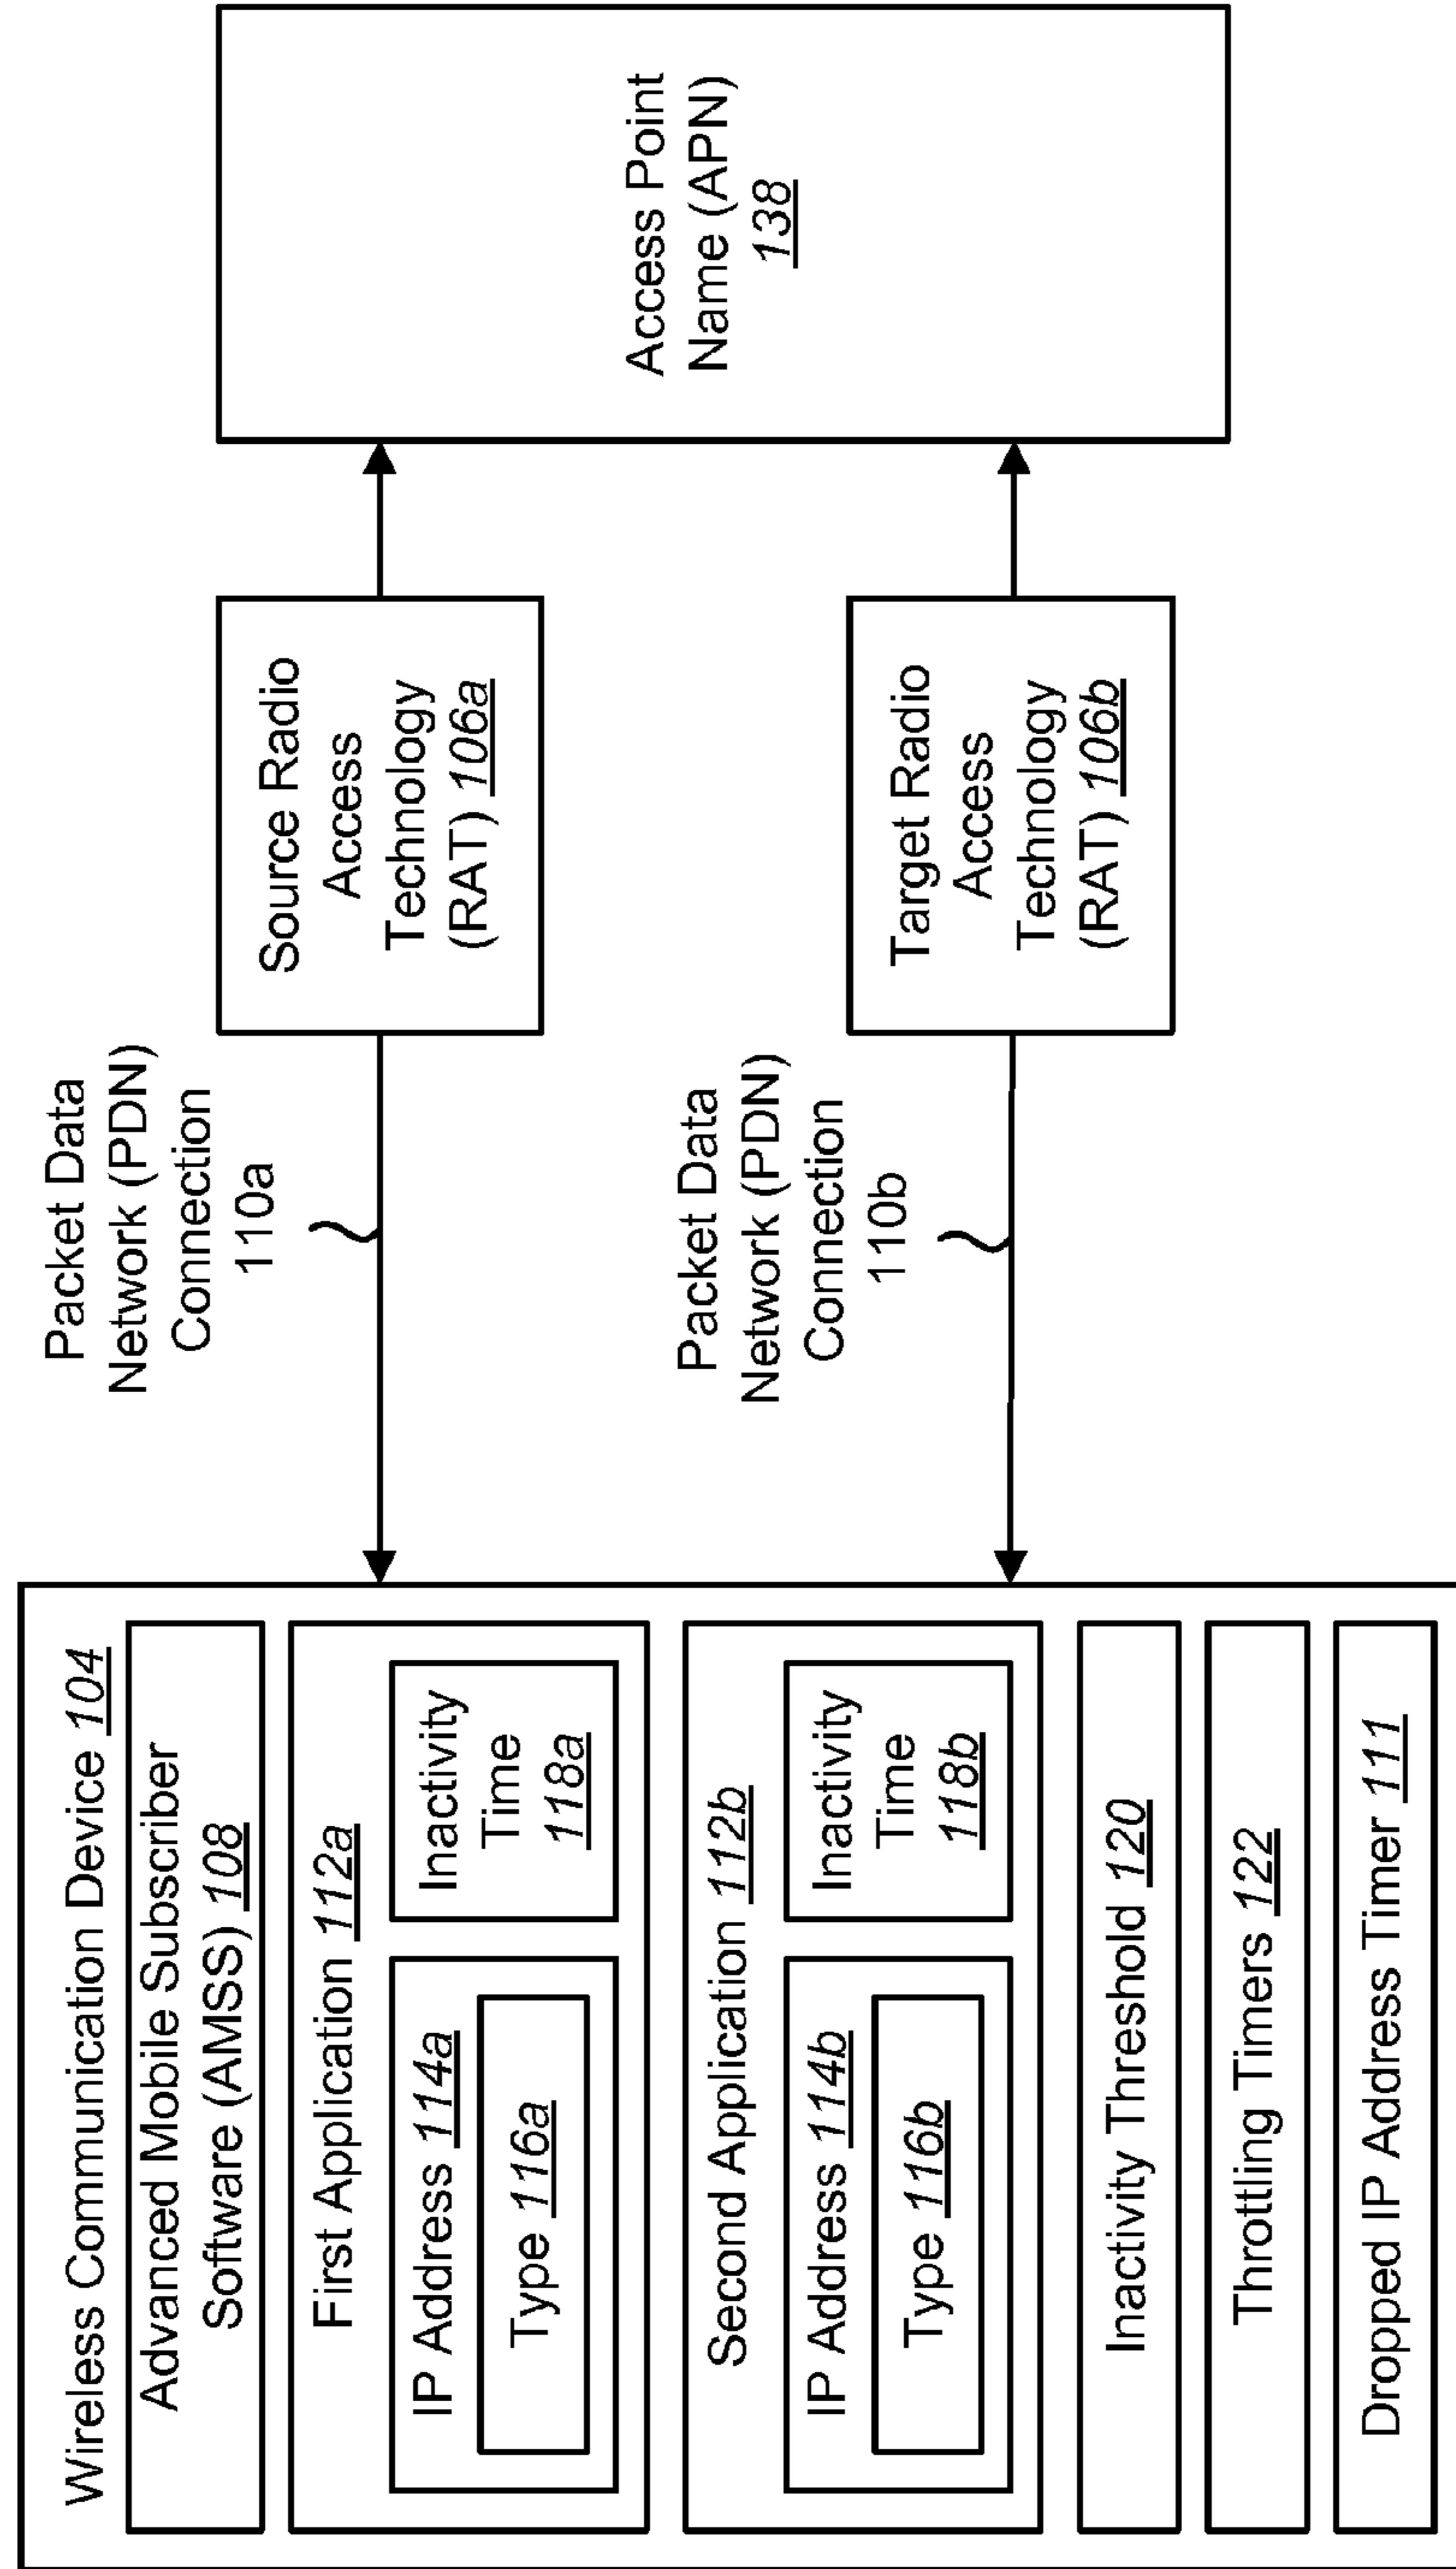 Wireless Communication Device 104
Advanced Mobile Subscriber
Software (AMSS) 108
First Application 112a
IP Address 114a
Type 116a
Inactivity
Time
118a
Second Application 112b
IP Address 114b
Type 116b
Inactivity
Time
118b
Inactivity Threshold 120
Throttling Timers 122
Dropped IP Address Timer 111
Packet Data
Network (PDN)
Connection
110a
Packet Data
Network (PDN)
Connection
110b
Source Radio
Access
Technology
(RAT) 106a
Target Radio
Access
Technology
(RAT) 106b
Access Point
Name (APN)
138